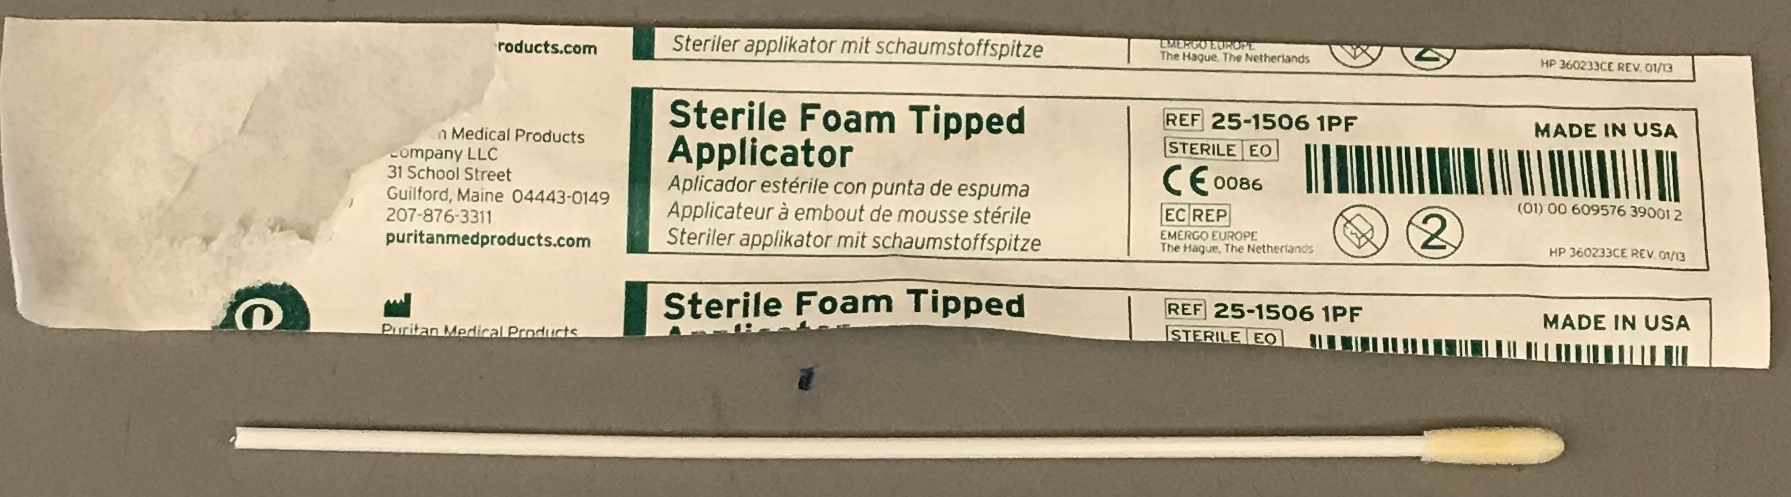 roducts.com
Steriler applikator mit schaumstoffspitze
EMERGO EUROPE
The Hague, The Netherlands
2
HP 360233CE REV. 01/13
n Medical Products
Company LLC
31 School Street
Guilford, Maine 04443-0149
207-876-3311
puritanmedproducts.com
Sterile Foam Tipped
Applicator
Aplicador estérile con punta de espuma
Applicateur à embout de mousse stérile
Steriler applikator mit schaumstoffspitze
REF 25-1506 1PF
STERILE EO
CE 0086
EC REP
EMERGO EUROPE
The Hague, The Netherlands
MADE IN USA
(01) 00 609576 39001 2
2
HP 360233CE REV. 01/13
P
Puritan Medical Products
Sterile Foam Tipped
Applicator
REF 25-1506 1PF
STERILE EO
MADE IN USA